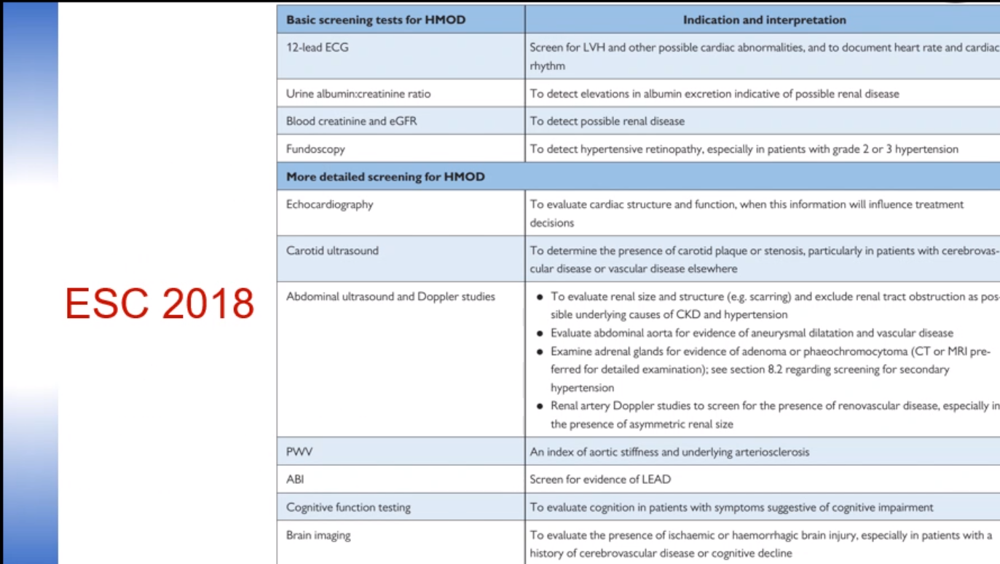 ESC 2018
Basic screening tests for HMOD
Indication and interpretation
12-lead ECG
Screen for LVH and other possible cardiac abnormalities, and to document heart rate and cardiac
rhythm
Urine albumin:creatinine ratio
To detect elevations in albumin excretion indicative of possible renal disease
Blood creatinine and eGFR
To detect possible renal disease
Fundoscopy
To detect hypertensive retinopathy, especially in patients with grade 2 or 3 hypertension
More detailed screening for HMOD
Echocardiography
To evaluate cardiac structure and function, when this information will influence treatment
decisions
Carotid ultrasound
To determine the presence of carotid plaque or stenosis, particularly in patients with cerebrovas-
cular disease or vascular disease elsewhere
Abdominal ultrasound and Doppler studies
● To evaluate renal size and structure (e.g. scarring) and exclude renal tract obstruction as pos-
sible underlying causes of CKD and hypertension
● Evaluate abdominal aorta for evidence of aneurysmal dilatation and vascular disease
● Examine adrenal glands for evidence of adenoma or phaeochromocytoma (CT or MRI pre-
ferred for detailed examination); see section 8.2 regarding screening for secondary
hypertension
● Renal artery Doppler studies to screen for the presence of renovascular disease, especially in
the presence of asymmetric renal size
PWV
An index of aortic stiffness and underlying arteriosclerosis
ABI
Screen for evidence of LEAD
Cognitive function testing
To evaluate cognition in patients with symptoms suggestive of cognitive impairment
Brain imaging
To evaluate the presence of ischaemic or haemorrhagic brain injury, especially in patients with a
history of cerebrovascular disease or cognitive decline